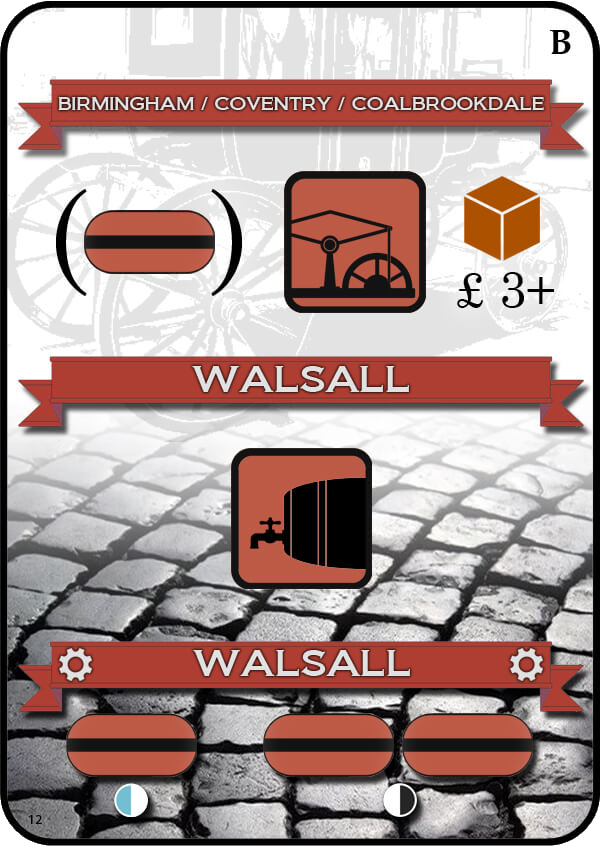 B
BIRMINGHAM / COVENTRY / COALBROOKDALE
£ 3+
WALSALL
WALSALL
12